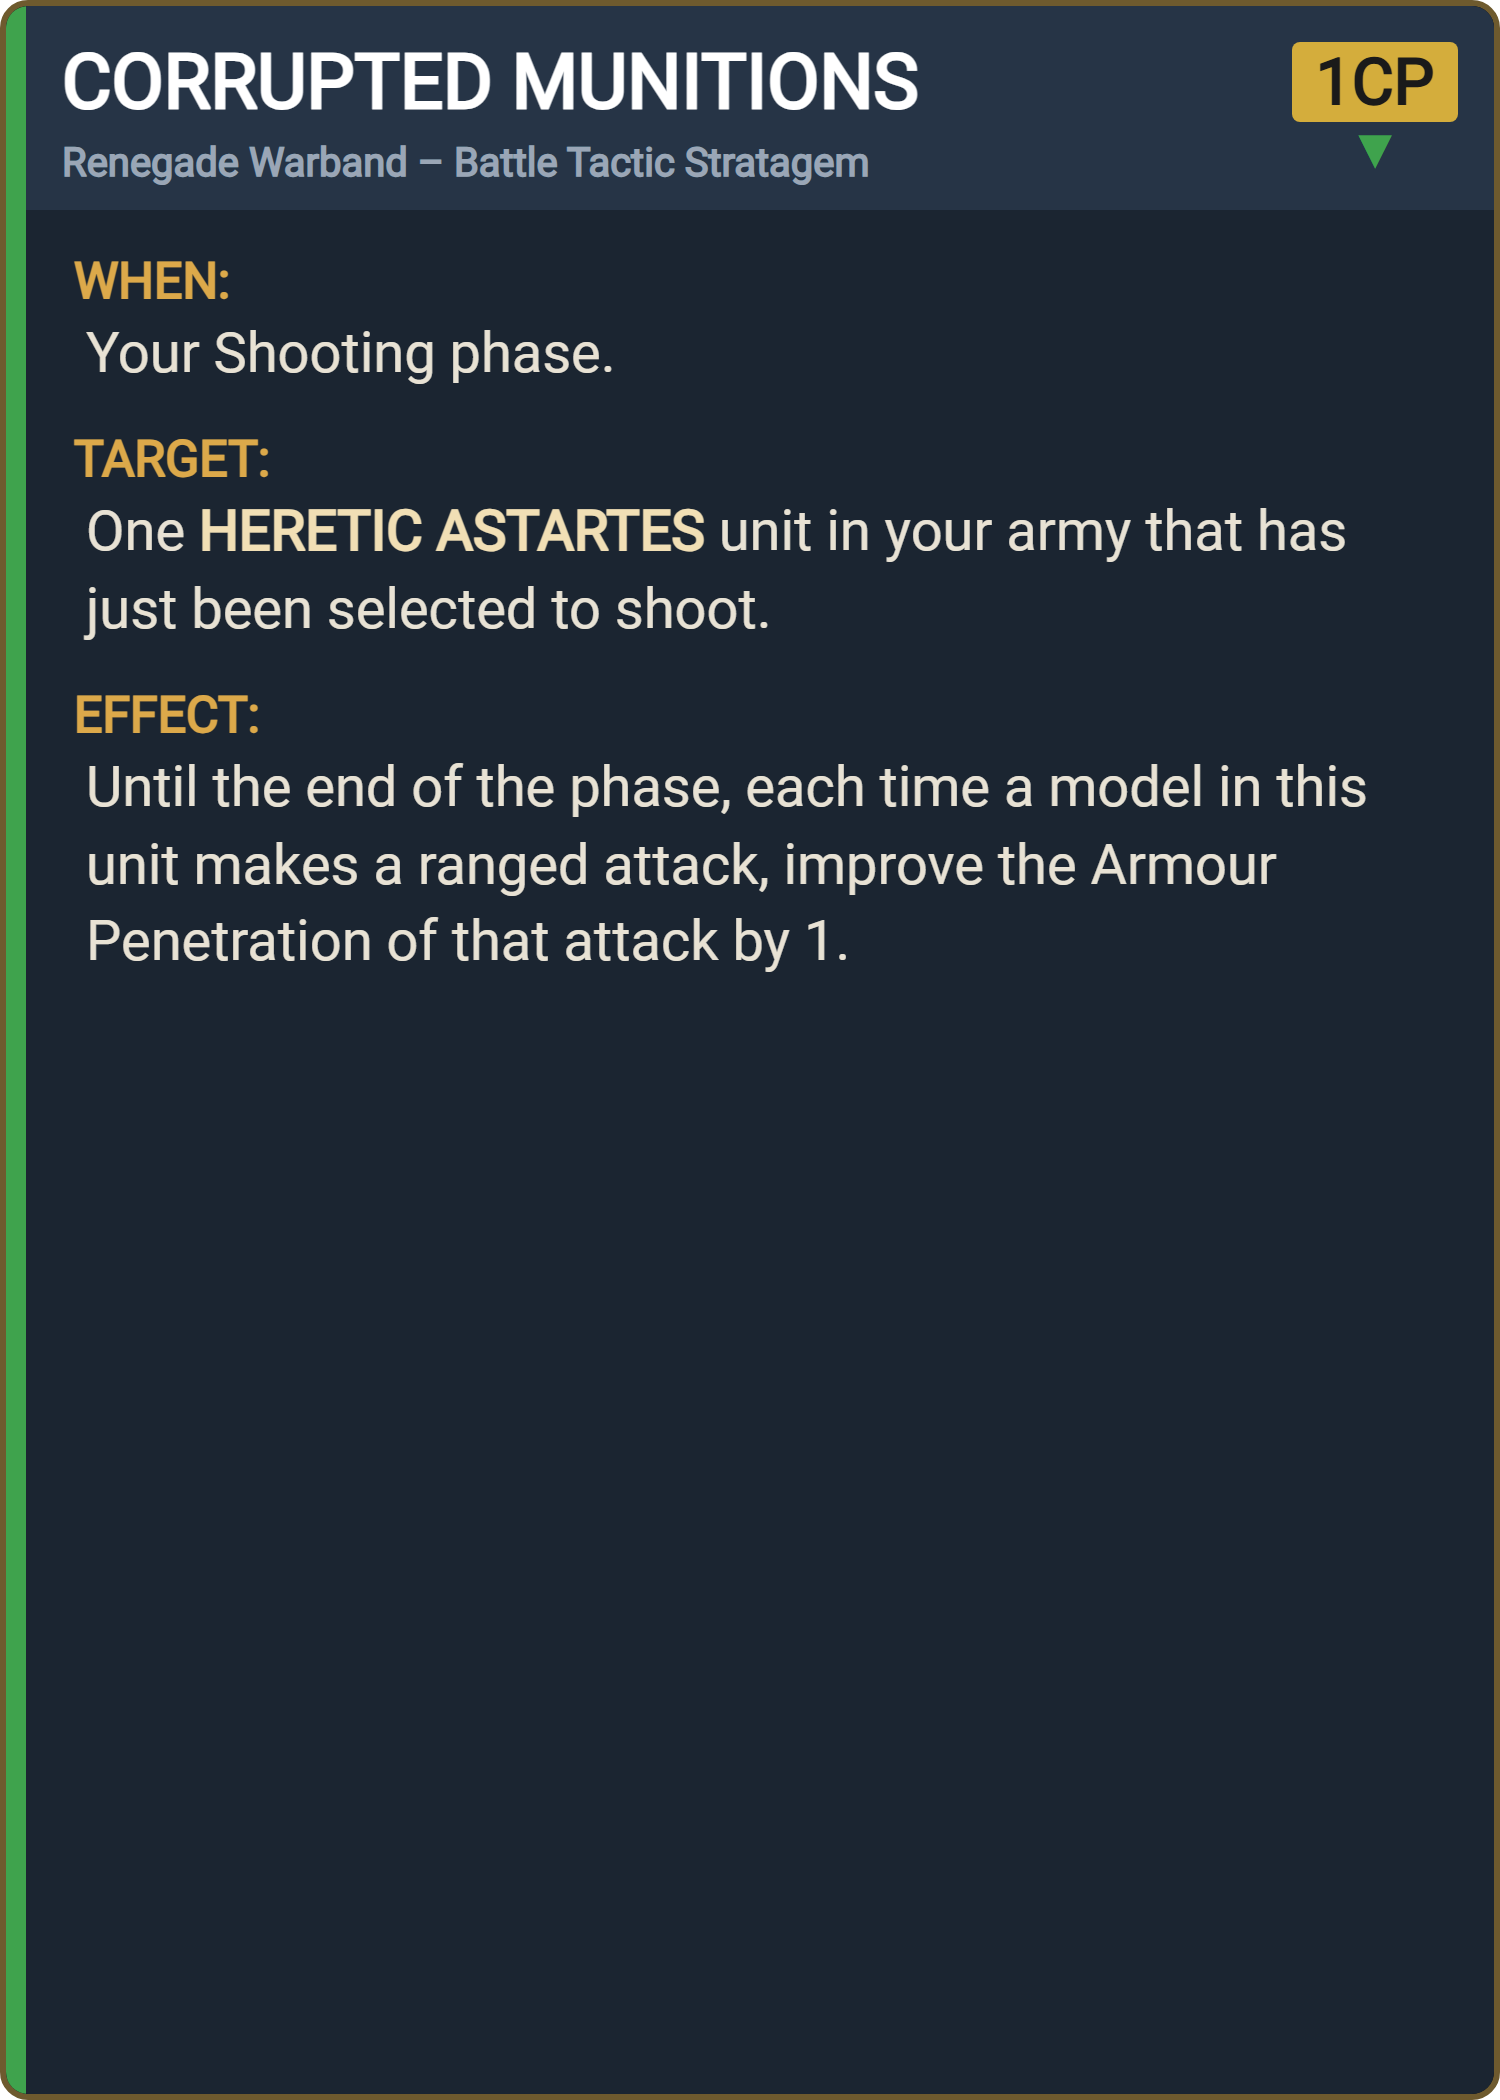 CORRUPTED MUNITIONS
1CP
Renegade Warband – Battle Tactic Stratagem
WHEN:
Your Shooting phase.
TARGET:
One HERETIC ASTARTES unit in your army that has
just been selected to shoot.
EFFECT:
Until the end of the phase, each time a model in this
unit makes a ranged attack, improve the Armour
Penetration of that attack by 1.